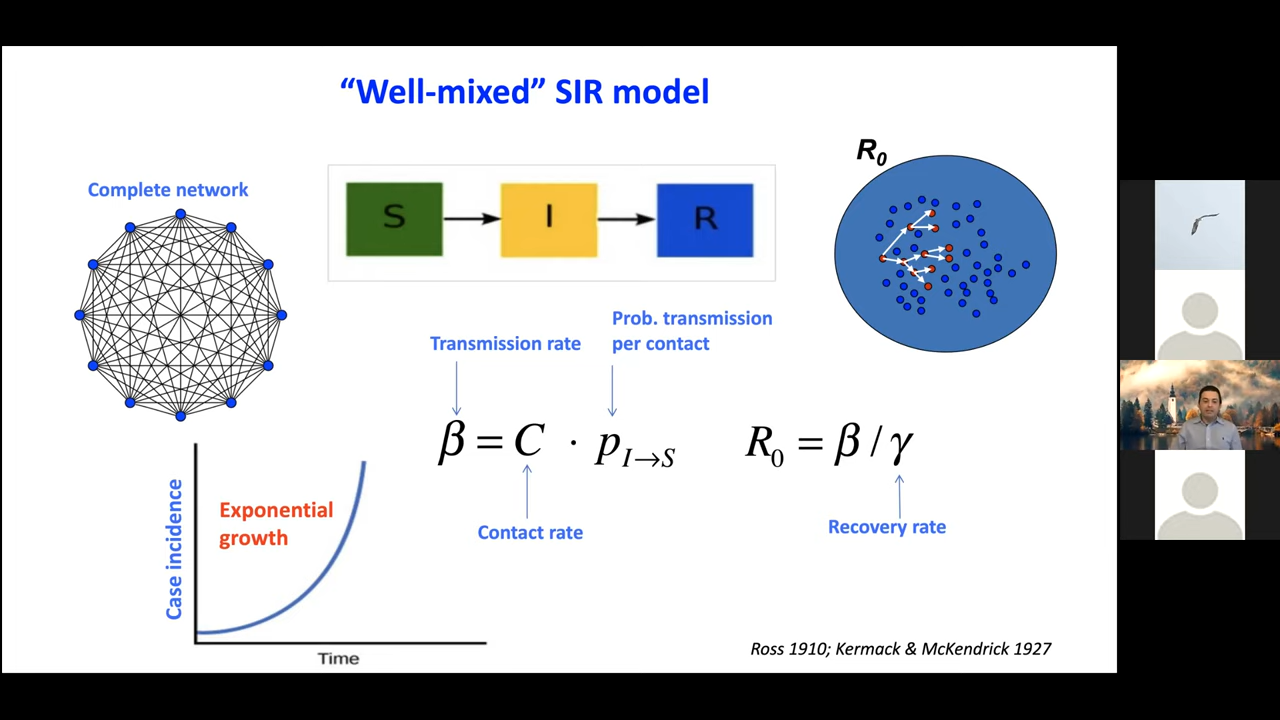 “Well-mixed” SIR model
Complete network
S
I
R
R₀
Transmission rate
Prob. transmission
per contact
β = C · p_{I→S}
R₀ = β / γ
Contact rate
Recovery rate
Case incidence
Exponential
growth
Time
Ross 1910; Kermack & McKendrick 1927